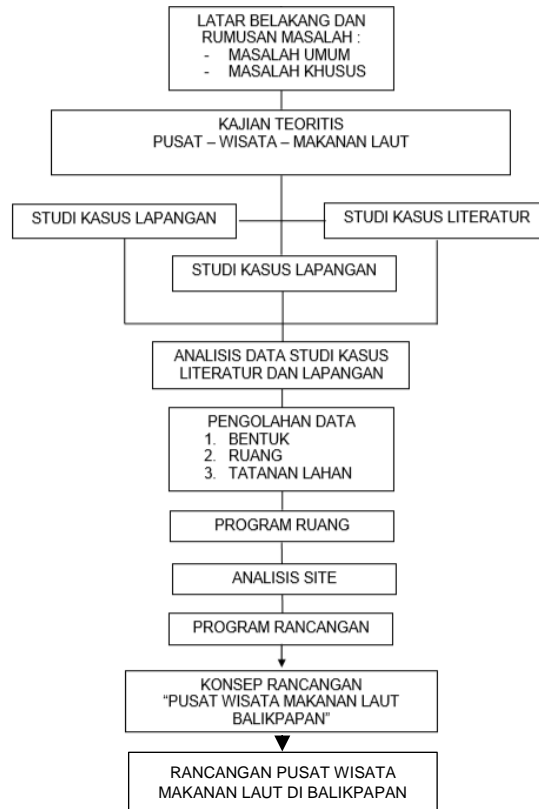 LATAR BELAKANG DAN
RUMUSAN MASALAH :
- MASALAH UMUM
- MASALAH KHUSUS
KAJIAN TEORITIS
PUSAT – WISATA – MAKANAN LAUT
STUDI KASUS LAPANGAN
STUDI KASUS LITERATUR
STUDI KASUS LAPANGAN
ANALISIS DATA STUDI KASUS
LITERATUR DAN LAPANGAN
PENGOLAHAN DATA
1. BENTUK
2. RUANG
3. TATANAN LAHAN
PROGRAM RUANG
ANALISIS SITE
PROGRAM RANCANGAN
KONSEP RANCANGAN
“PUSAT WISATA MAKANAN LAUT
BALIKPAPAN”
RANCANGAN PUSAT WISATA
MAKANAN LAUT DI BALIKPAPAN